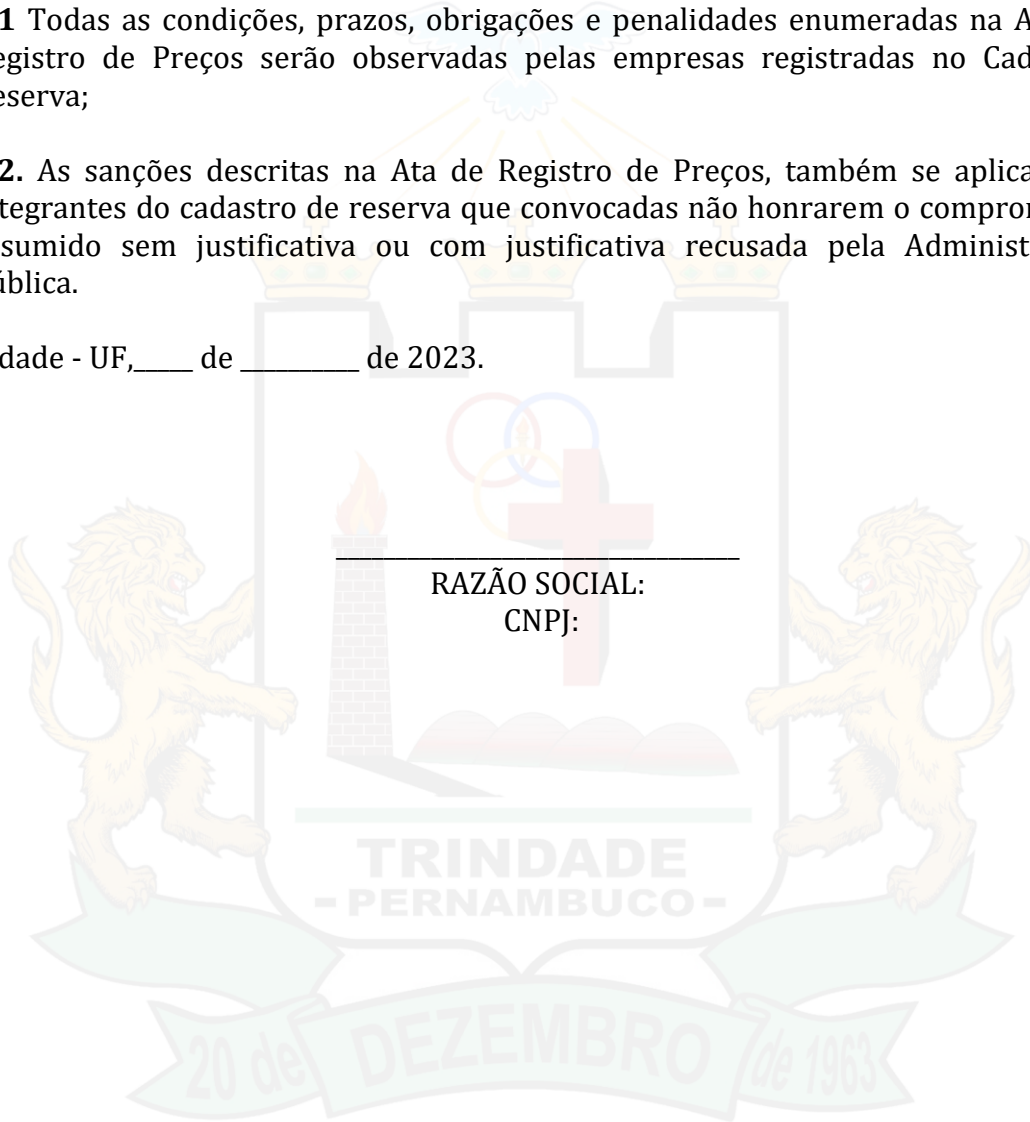 1 Todas as condições, prazos, obrigações e penalidades enumeradas na A
egistro de Preços serão observadas pelas empresas registradas no Cad
eserva;
2. As sanções descritas na Ata de Registro de Preços, também se aplica
tegrantes do cadastro de reserva que convocadas não honrarem o compro
sumido sem justificativa ou com justificativa recusada pela Administ
ública.
dade - UF,_____ de __________ de 2023.
__________________________________
RAZÃO SOCIAL:
CNPJ:
TRINDADE
- PERNAMBUCO -
20 de DEZEMBRO de 1963